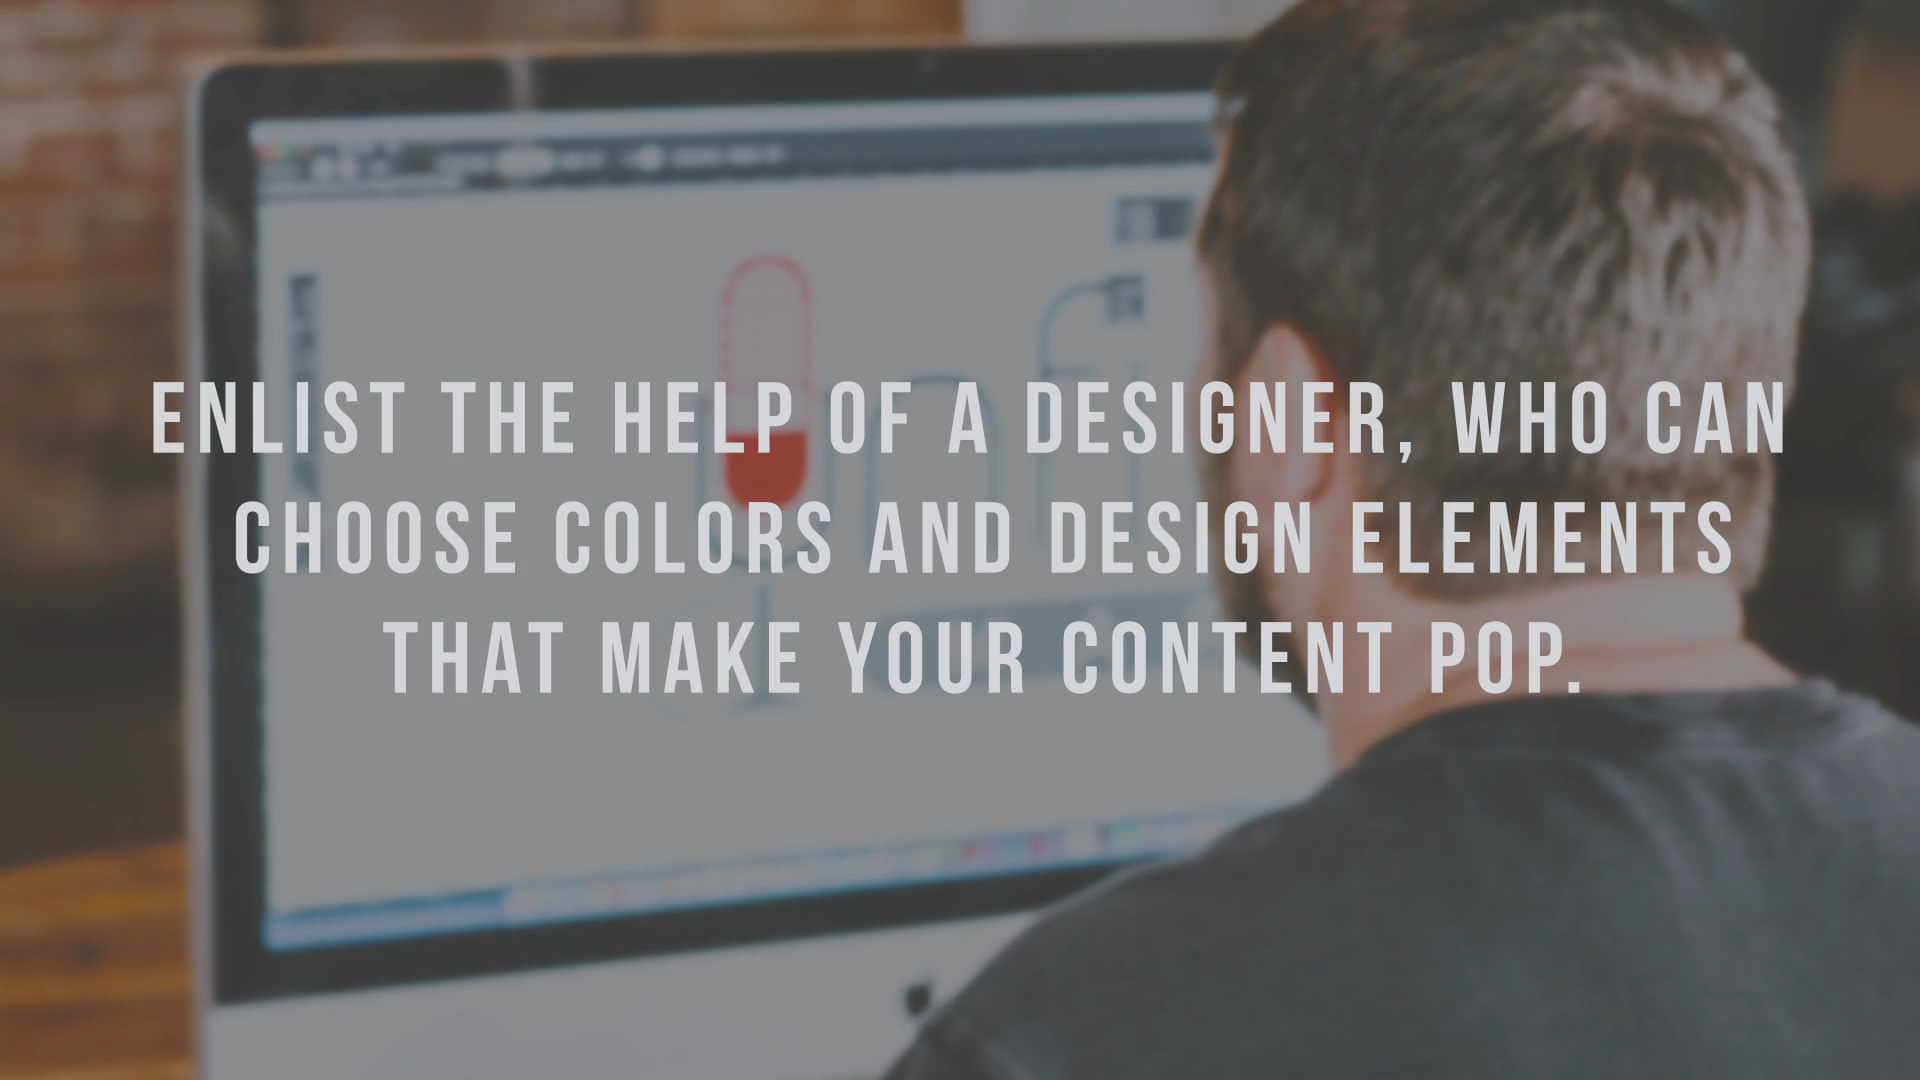 ENLIST THE HELP OF A DESIGNER, WHO CAN
CHOOSE COLORS AND DESIGN ELEMENTS
THAT MAKE YOUR CONTENT POP.